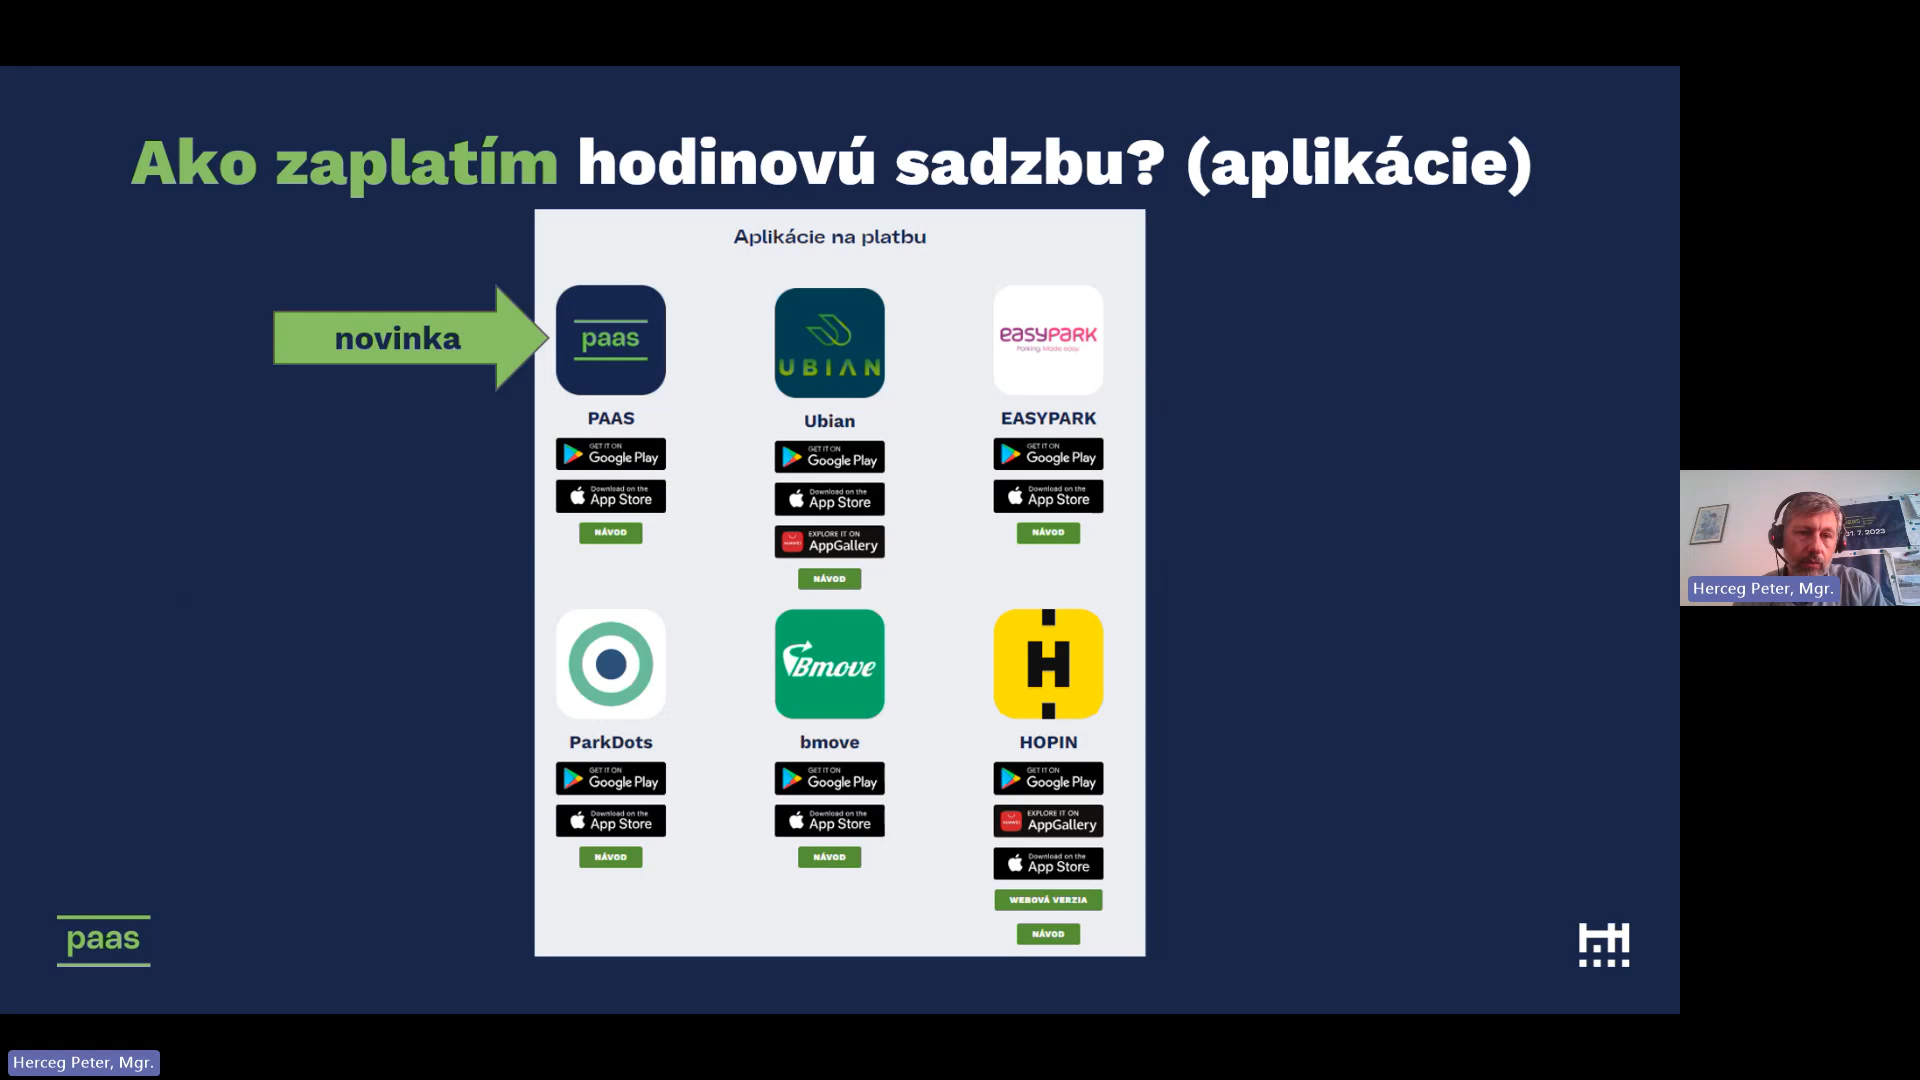 Ako zaplatím hodinovú sadzbu? (aplikácie)
Aplikácie na platbu
novinka
paas
UBIAN
easyPARK
Parking Made easy
PAAS
Ubian
EASYPARK
GET IT ON
Google Play
GET IT ON
Google Play
GET IT ON
Google Play
Download on the
App Store
Download on the
App Store
Download on the
App Store
NÁVOD
EXPLORE IT ON
AppGallery
NÁVOD
NÁVOD
Bmove
H
ParkDots
bmove
HOPIN
GET IT ON
Google Play
GET IT ON
Google Play
GET IT ON
Google Play
Download on the
App Store
Download on the
App Store
EXPLORE IT ON
AppGallery
NÁVOD
NÁVOD
Download on the
App Store
WEBOVÁ VERZIA
NÁVOD
paas
31. 7. 2023
Herceg Peter, Mgr.
Herceg Peter, Mgr.